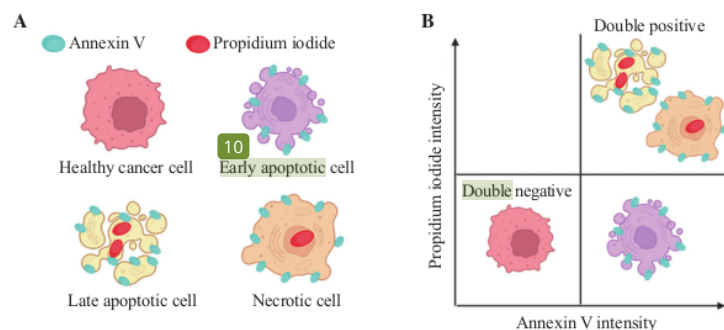 A
Annexin V
Propidium iodide
Healthy cancer cell
10
Early apoptotic cell
Late apoptotic cell
Necrotic cell
B
Double positive
Propidium iodide intensity
Double negative
Annexin V intensity